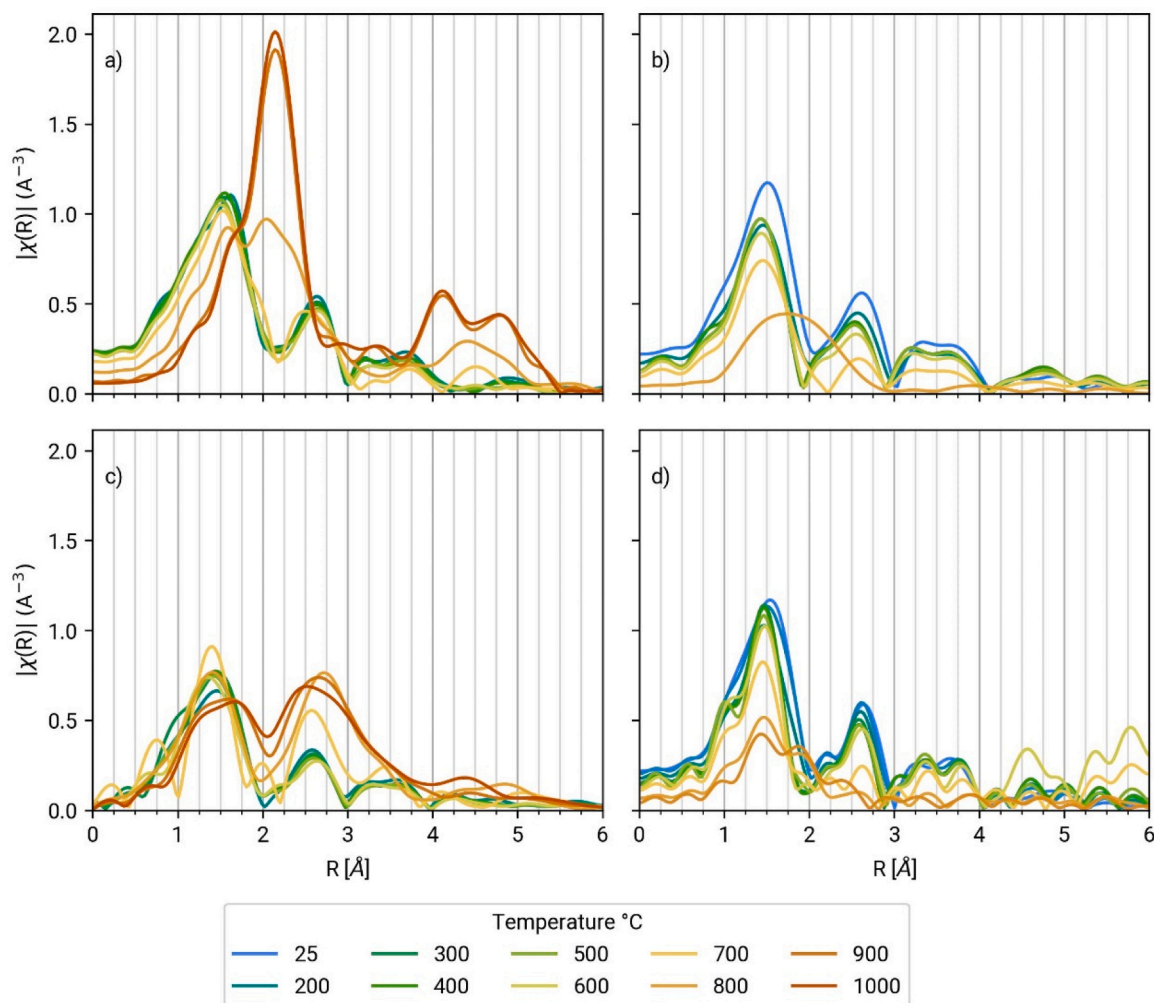 a)
b)
2.0
1.5
1.0
0.5
0.0
|χ(R)| (A⁻³)
c)
d)
2.0
1.5
1.0
0.5
0.0
|χ(R)| (A⁻³)
0 1 2 3 4 5 6
0 1 2 3 4 5 6
R [Å]
R [Å]
Temperature °C
25 300 500 700 900
200 400 600 800 1000